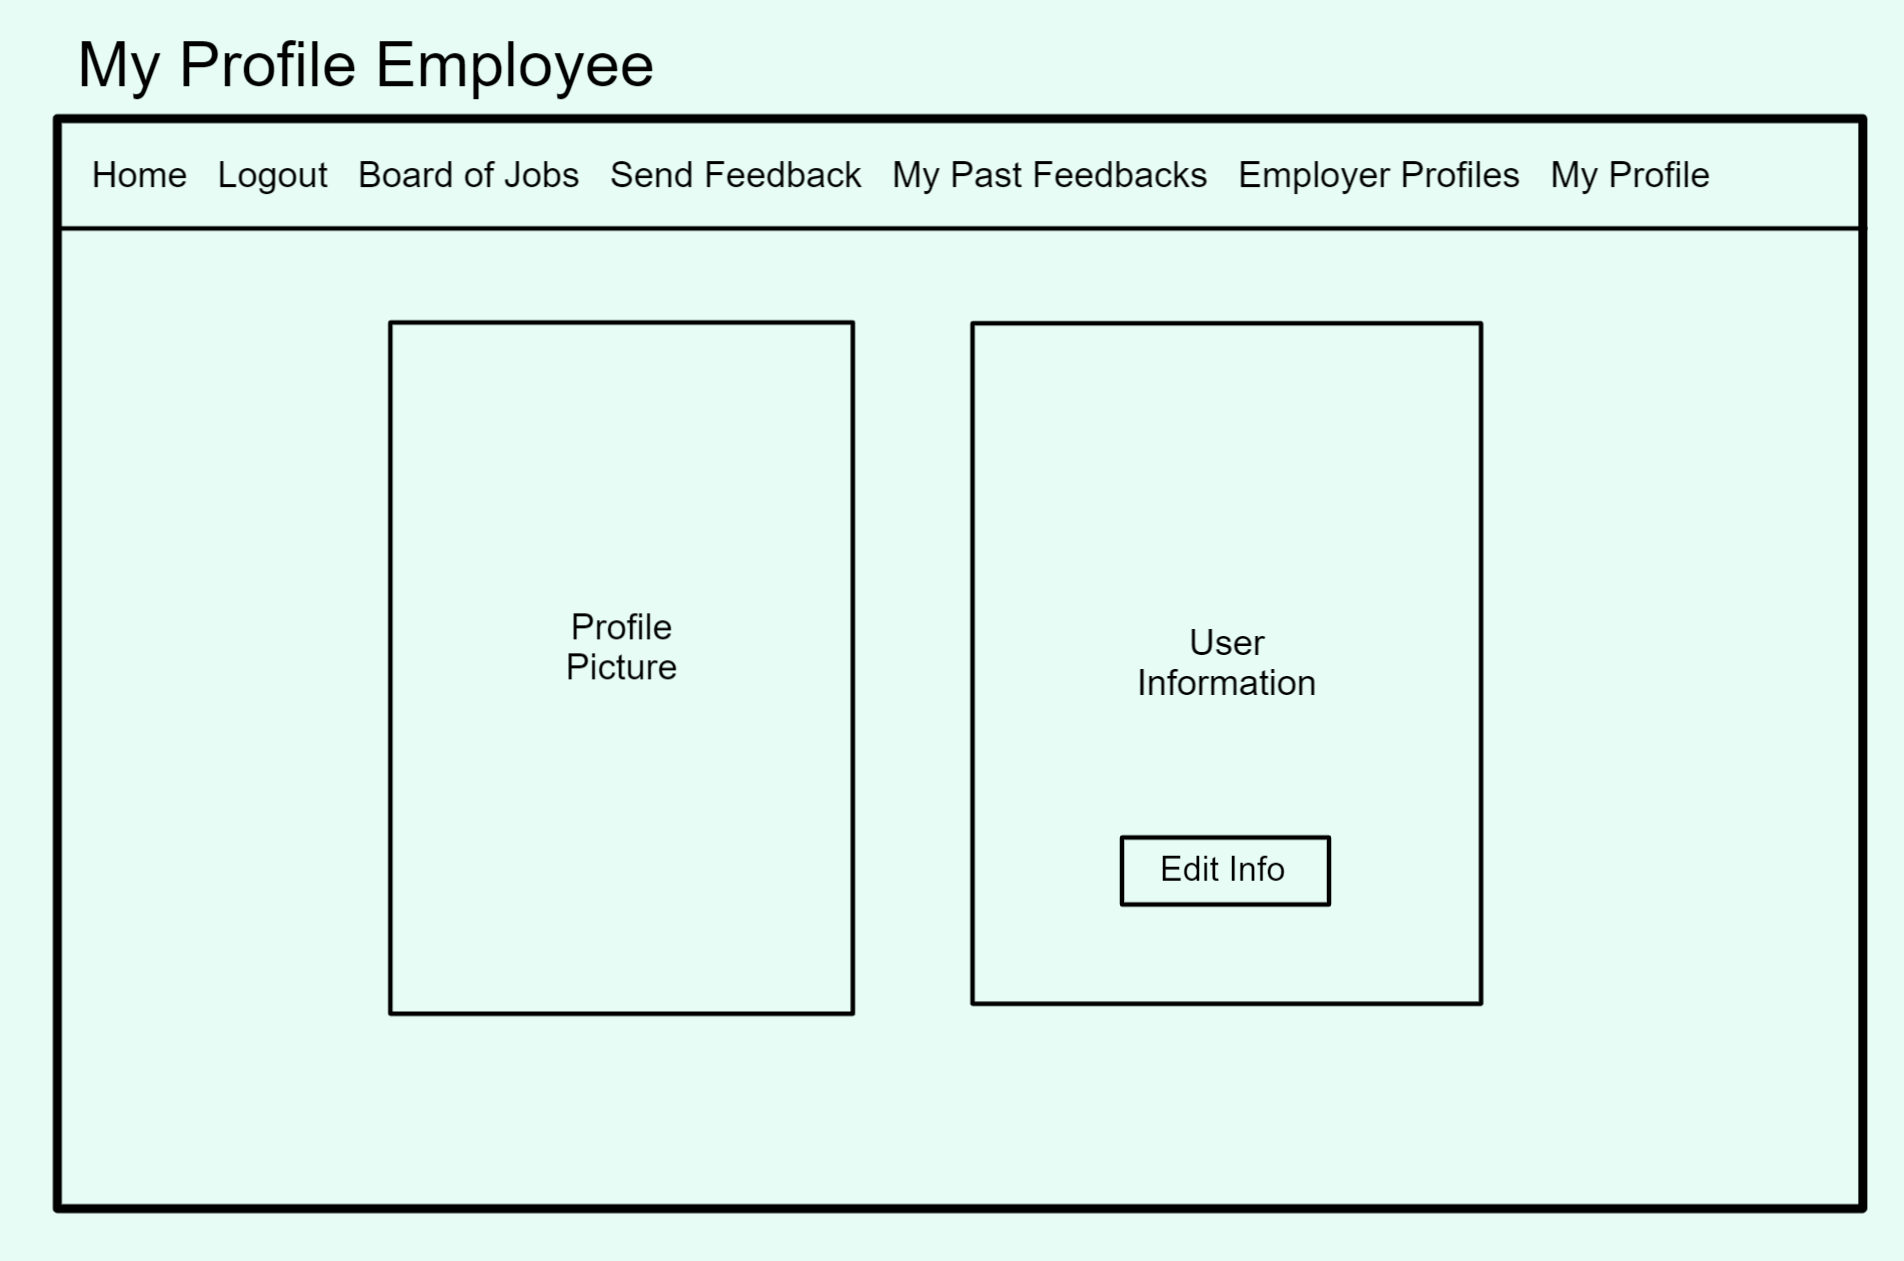 My Profile Employee
Home Logout Board of Jobs Send Feedback My Past Feedbacks Employer Profiles My Profile
Profile
Picture
User
Information
Edit Info